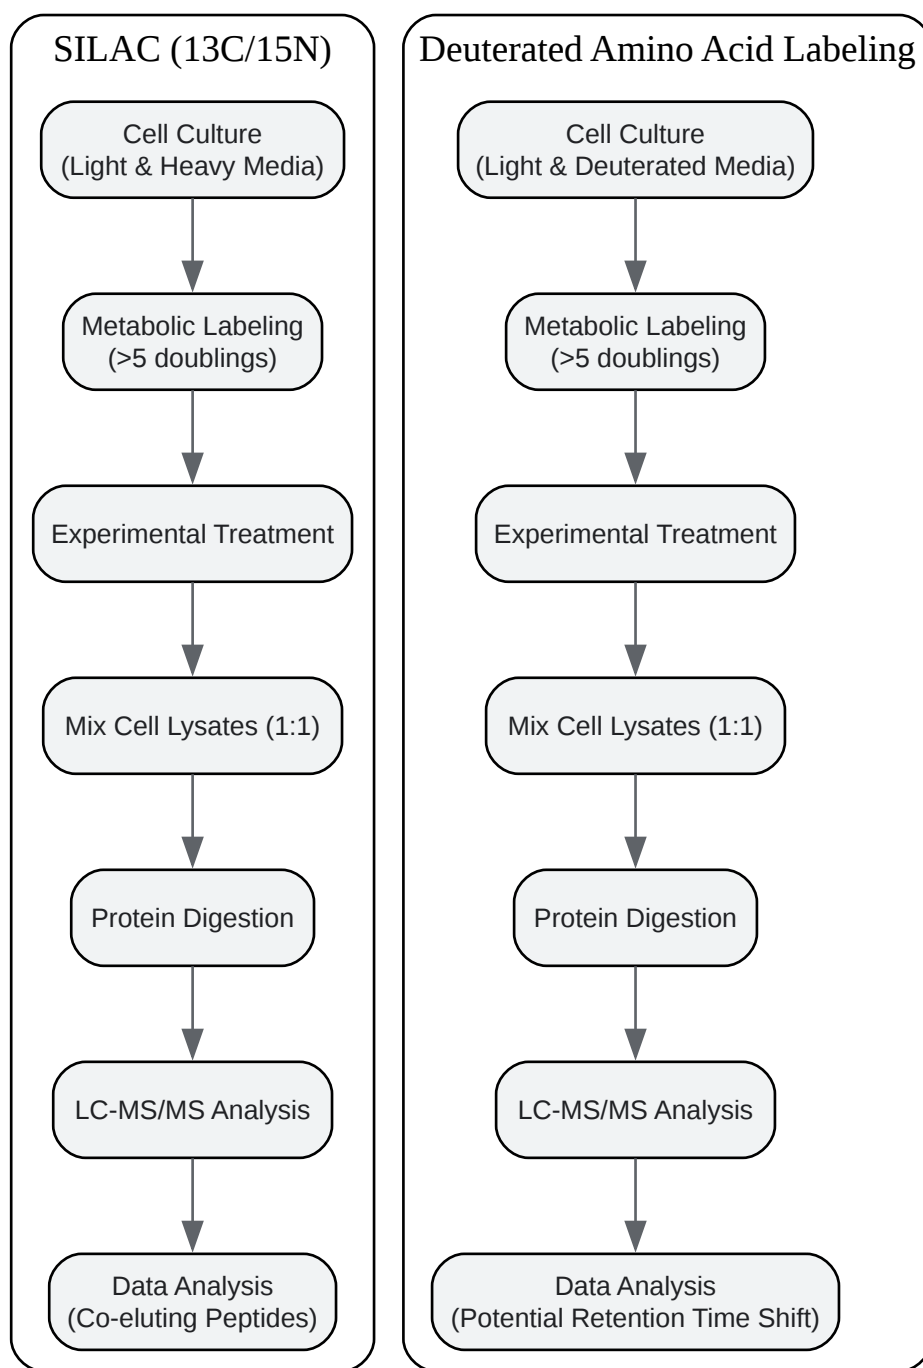 SILAC (13C/15N)
Cell Culture
(Light & Heavy Media)
Metabolic Labeling
(>5 doublings)
Experimental Treatment
Mix Cell Lysates (1:1)
Protein Digestion
LC-MS/MS Analysis
Data Analysis
(Co-eluting Peptides)
Deuterated Amino Acid Labeling
Cell Culture
(Light & Deuterated Media)
Metabolic Labeling
(>5 doublings)
Experimental Treatment
Mix Cell Lysates (1:1)
Protein Digestion
LC-MS/MS Analysis
Data Analysis
(Potential Retention Time Shift)